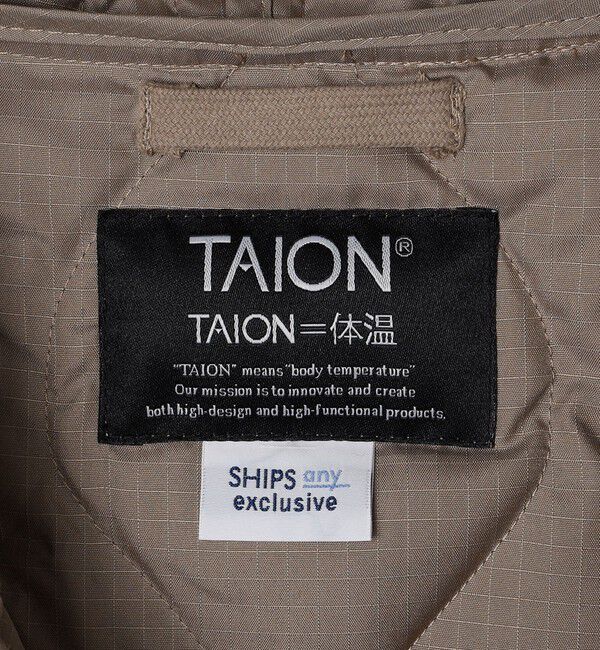 TAION®
TAION=体温
"TAION" means "body temperature"
Our mission is to innovate and create
both high-design and high-functional products.
SHIPS any
exclusive